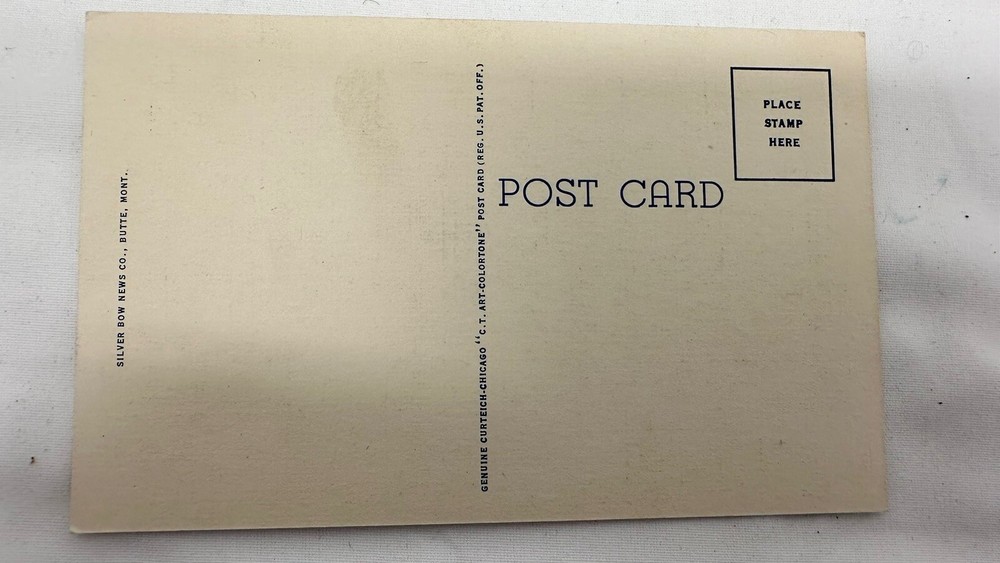 SILVER BOW NEWS CO., BUTTE, MONT.
GENUINE CURTEICH-CHICAGO "C.T. ART-COLORTONE" POST CARD (REG. U.S. PAT. OFF.)
POST CARD
PLACE
STAMP
HERE